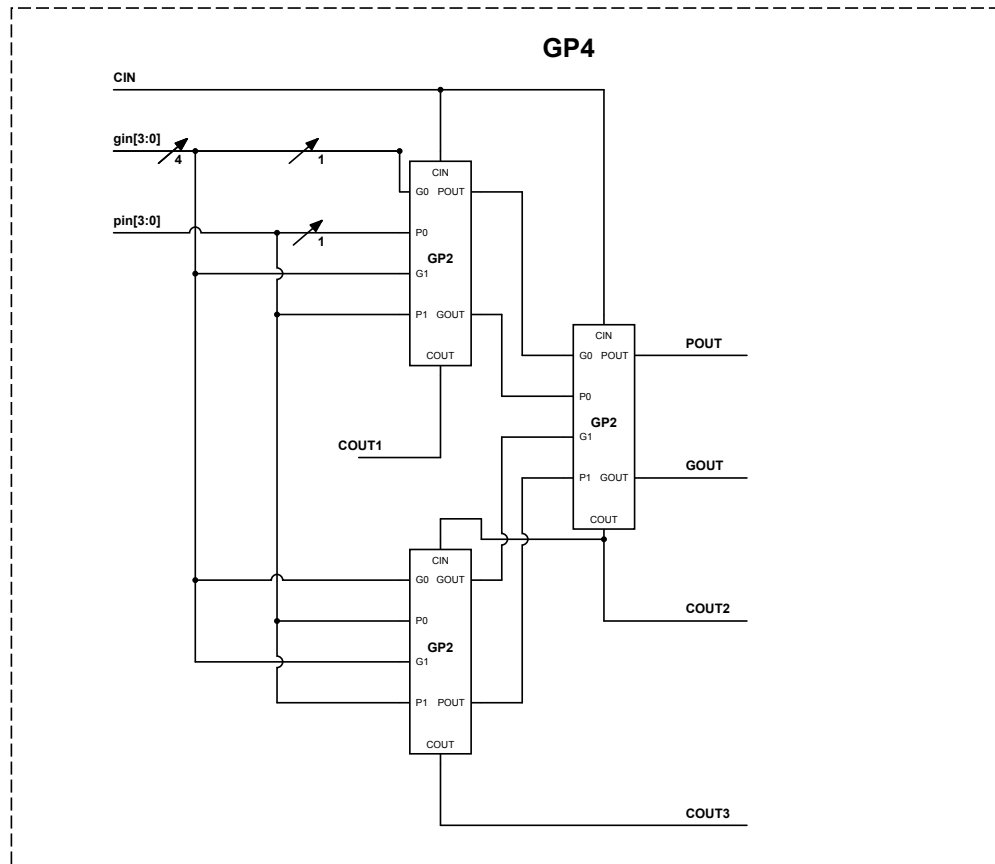 GP4
CIN
gin[3:0]
4
1
pin[3:0]
1
CIN
G0 POUT
P0
GP2
G1
P1 GOUT
COUT
COUT1
CIN
G0 POUT
P0
GP2
G1
P1 GOUT
COUT
POUT
GOUT
CIN
G0 GOUT
P0
GP2
G1
P1 POUT
COUT
COUT2
COUT3